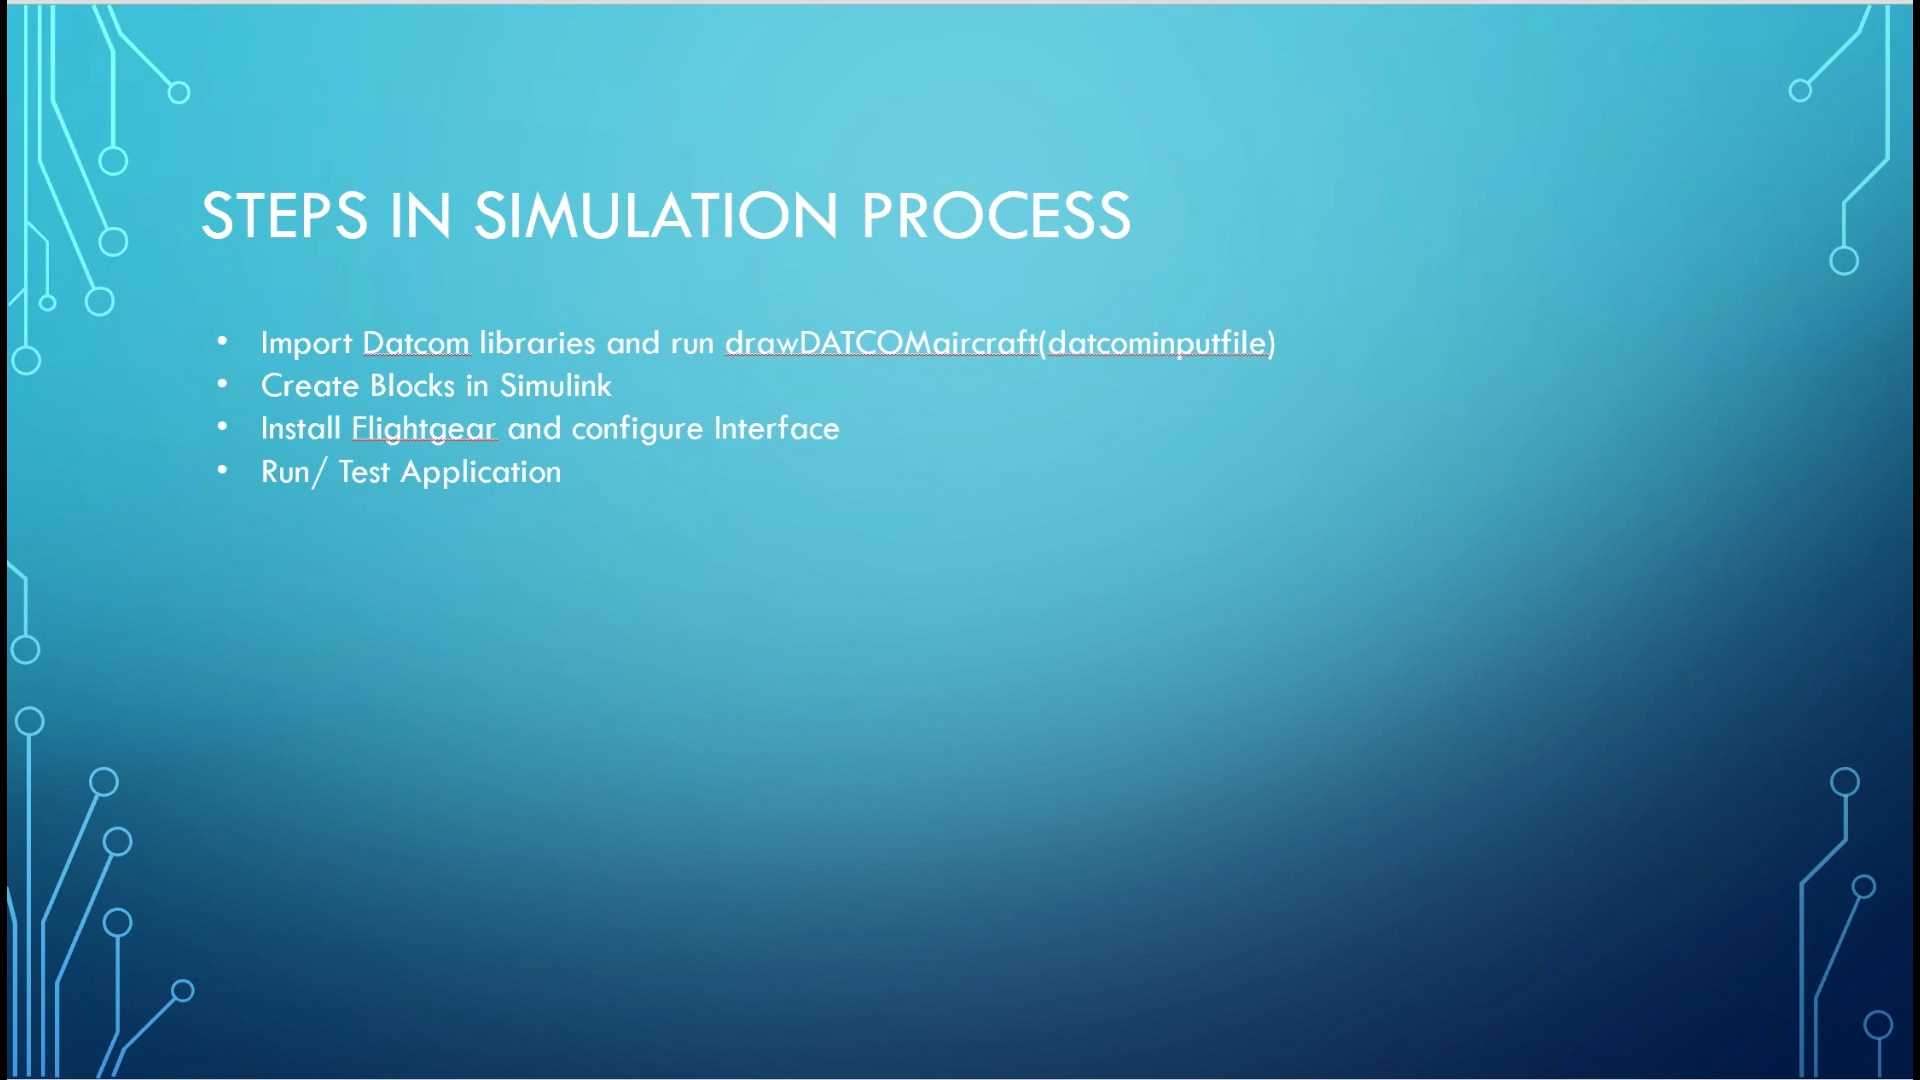 STEPS IN SIMULATION PROCESS
• Import Datcom libraries and run drawDATCOMaircraft(datcominputfile)
• Create Blocks in Simulink
• Install Flightgear and configure Interface
• Run/ Test Application